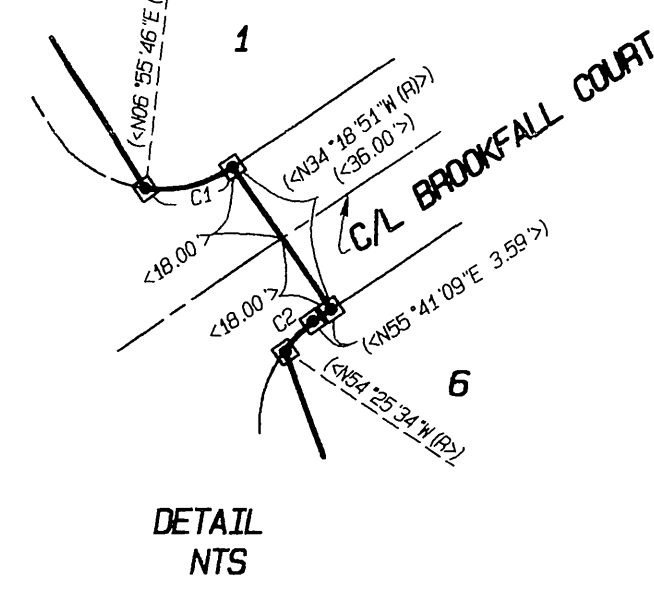 1
(<N06°55'46"E (
(<N34°18'51"W (R)>)
(<36.00'>)
C/L BROOKFALL COURT
C1
<18.00'>
<18.00'>
C2
(<N55°41'09"E 3.59'>)
(<N54°25'34"W (R>)
6
DETAIL
NTS